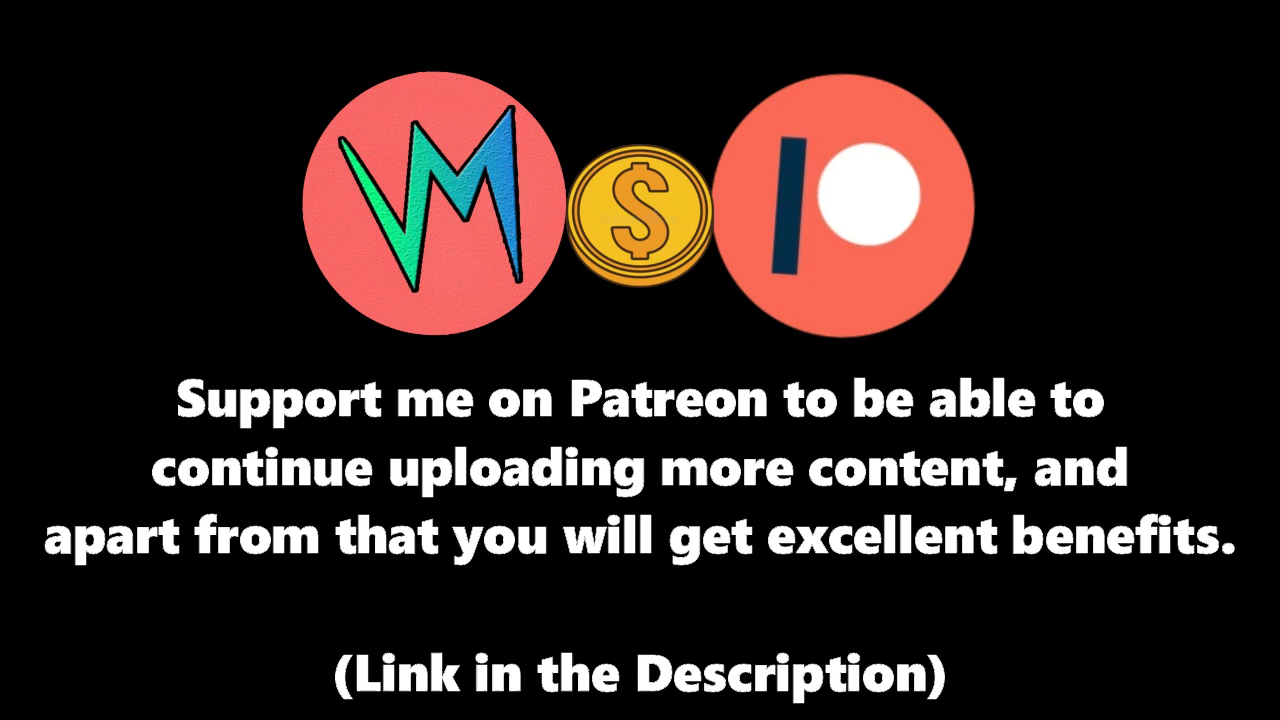 VM
$
Support me on Patreon to be able to
continue uploading more content, and
apart from that you will get excellent benefits.
(Link in the Description)